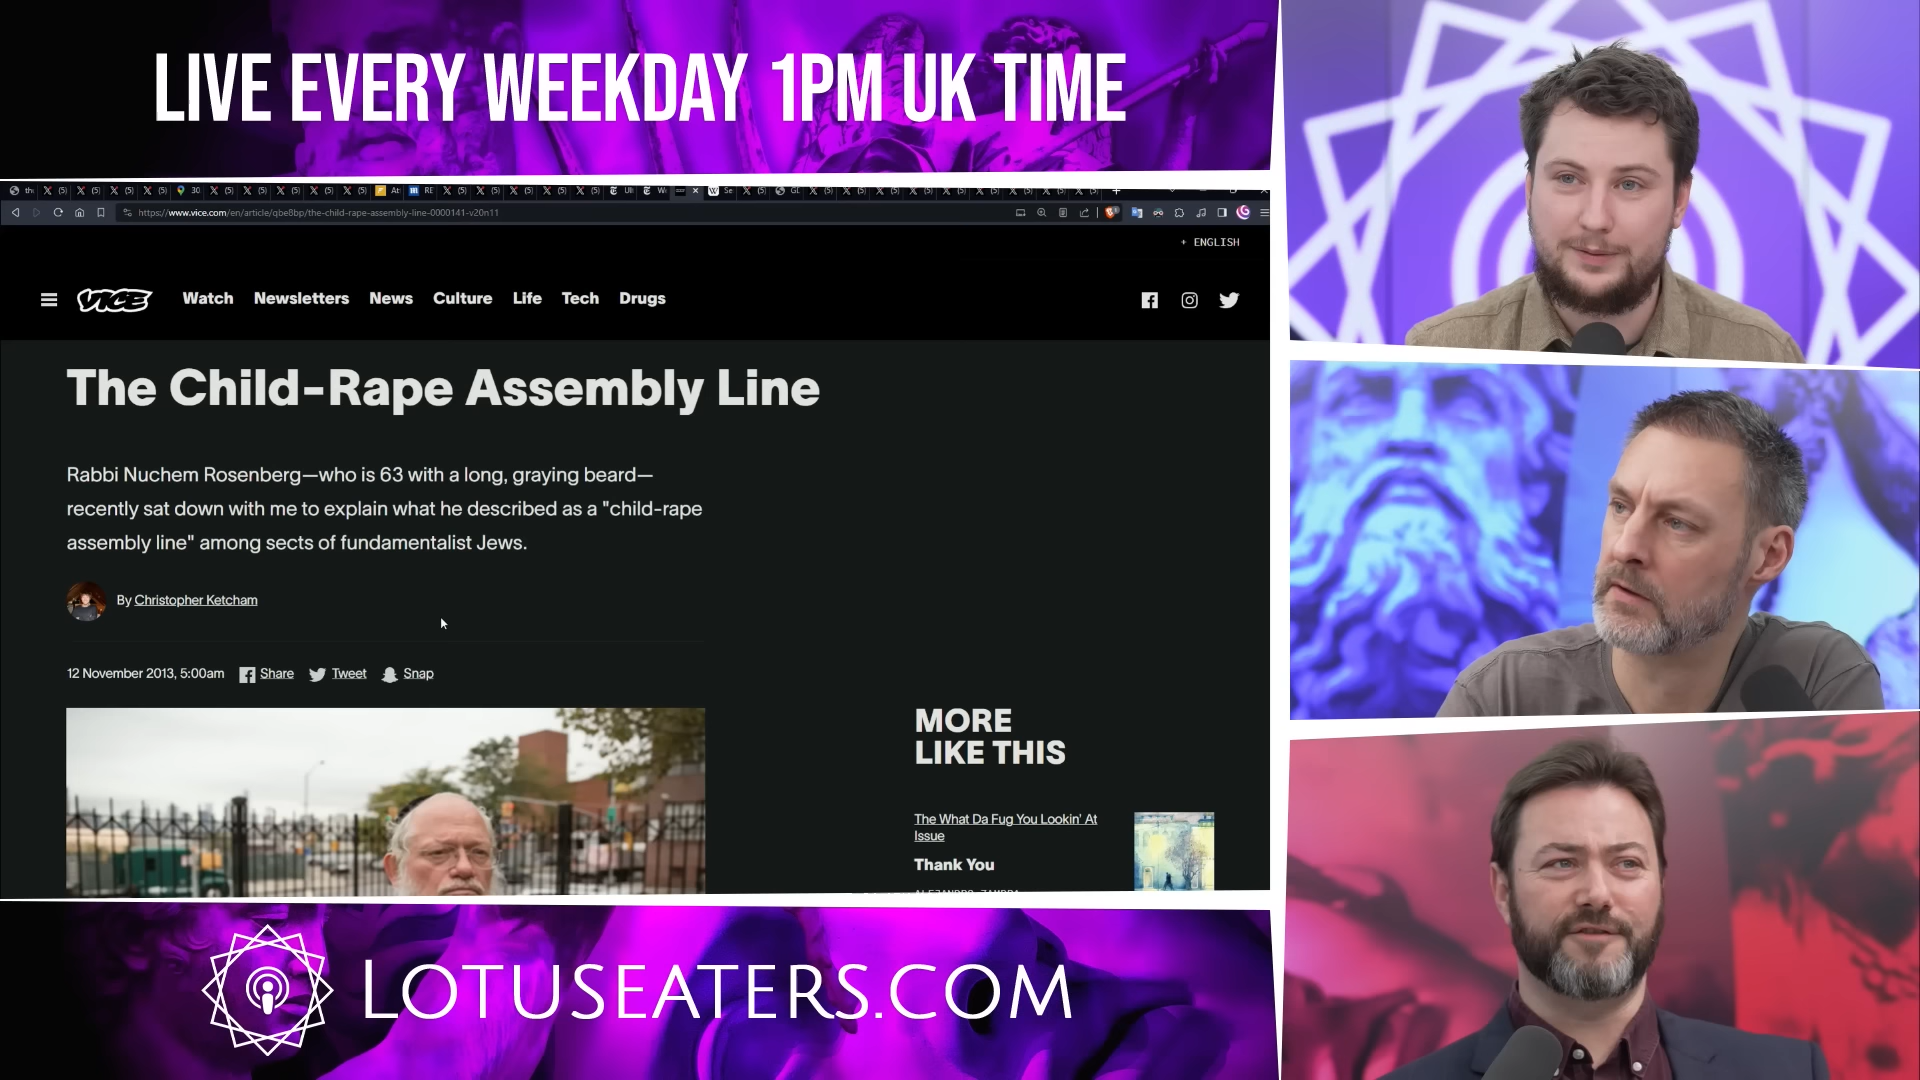 LIVE EVERY WEEKDAY 1PM UK TIME
https://www.vice.com/en/article/qbe8bp/the-child-rape-assembly-line-0000141-v20n11
+ ENGLISH
VICE
Watch Newsletters News Culture Life Tech Drugs
The Child-Rape Assembly Line
Rabbi Nuchem Rosenberg—who is 63 with a long, graying beard—
recently sat down with me to explain what he described as a "child-rape
assembly line" among sects of fundamentalist Jews.
By Christopher Ketcham
12 November 2013, 5:00am Share Tweet Snap
MORE
LIKE THIS
The What Da Fug You Lookin' At
Issue
Thank You
LOTUSEATERS.COM